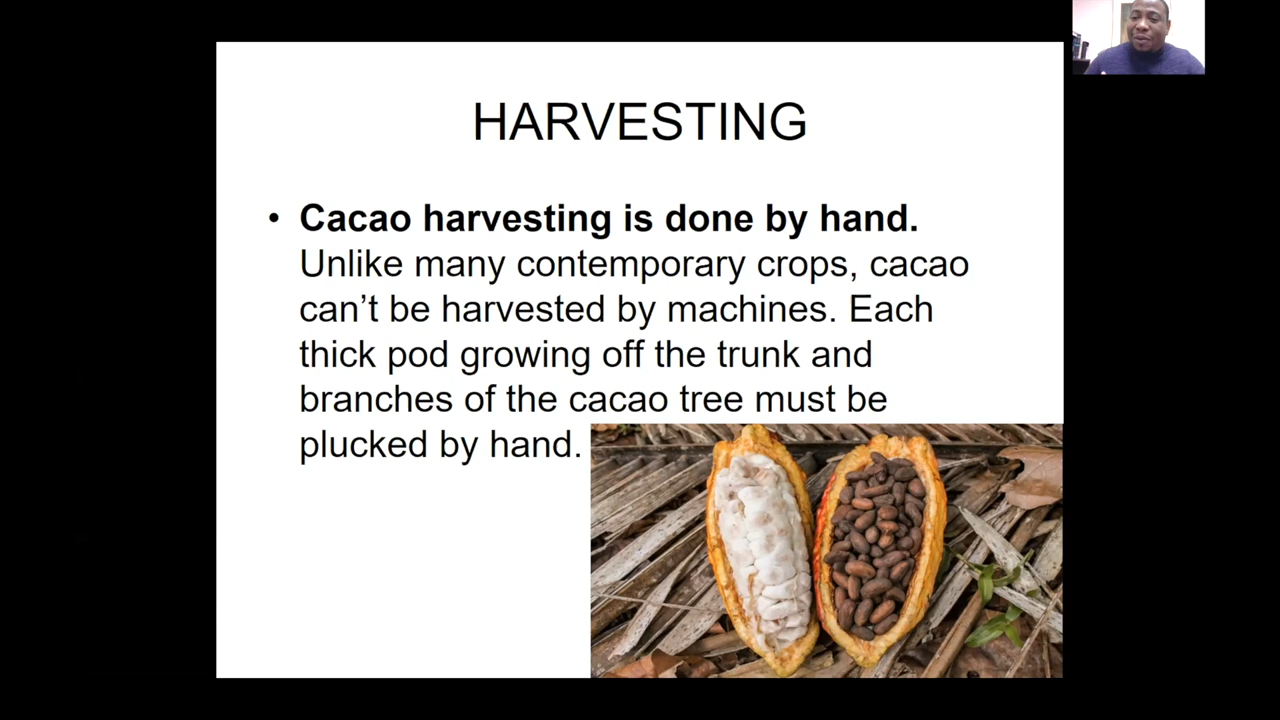 HARVESTING
• Cacao harvesting is done by hand.
Unlike many contemporary crops, cacao
can’t be harvested by machines. Each
thick pod growing off the trunk and
branches of the cacao tree must be
plucked by hand.